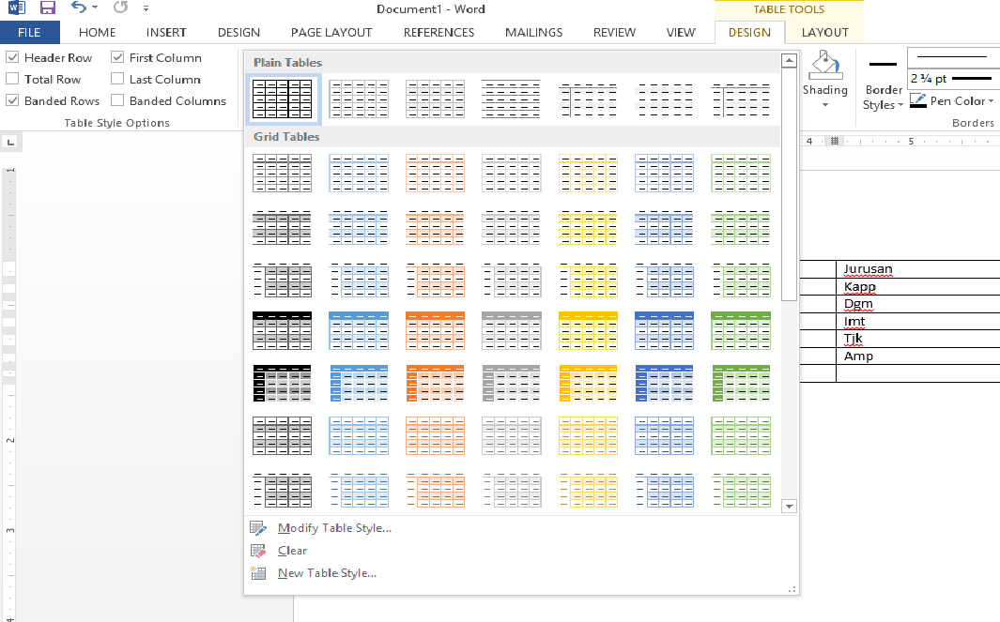 Document1 - Word
TABLE TOOLS
FILE HOME INSERT DESIGN PAGE LAYOUT REFERENCES MAILINGS REVIEW VIEW DESIGN LAYOUT
Header Row First Column
Total Row Last Column
Banded Rows Banded Columns
Table Style Options
Plain Tables
Grid Tables
Modify Table Style...
Clear
New Table Style...
Shading
Border
Styles
2 ¼ pt
Pen Color
Borders
4 5
1
2
3
4
Jurusan
Kapp
Dgm
Imt
Tjk
Amp